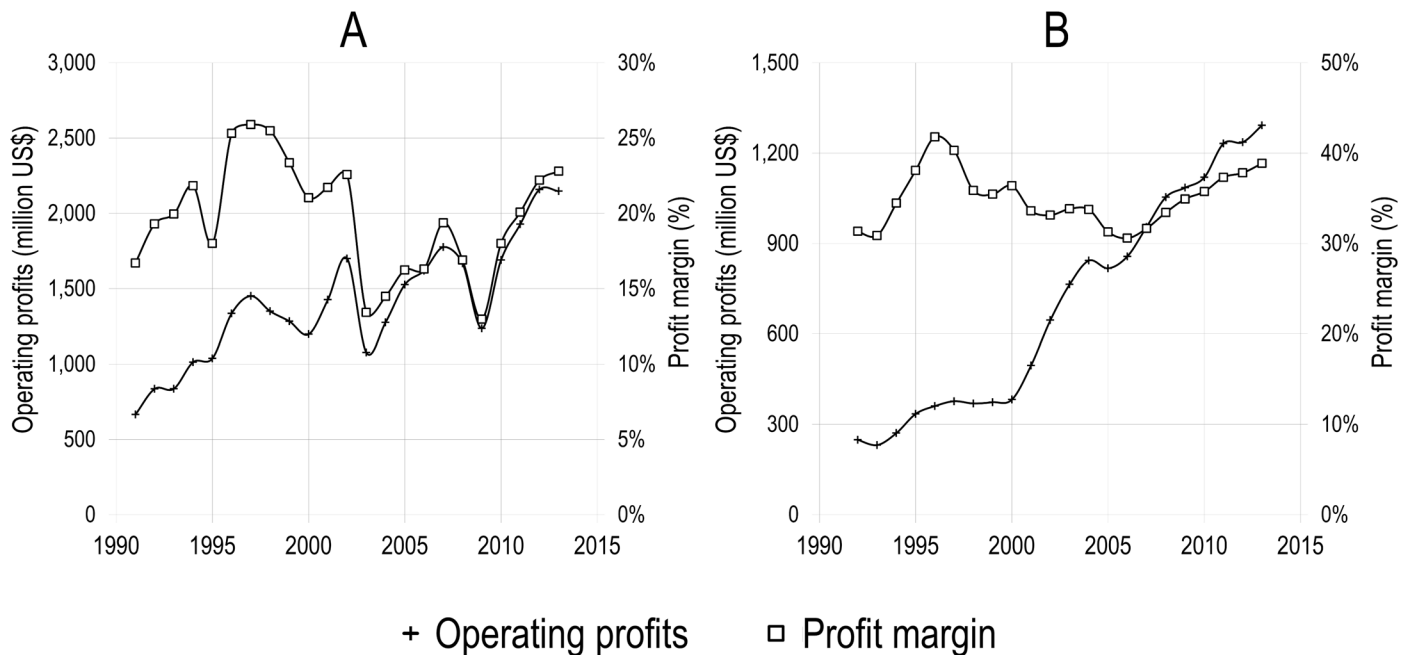 A
Operating profits (million US$)
3,000
2,500
2,000
1,500
1,000
500
0
30%
25%
20%
15%
10%
5%
0%
Profit margin (%)
1990 1995 2000 2005 2010 2015
B
Operating profits (million US$)
1,500
1,200
900
600
300
0
50%
40%
30%
20%
10%
0%
Profit margin (%)
1990 1995 2000 2005 2010 2015
Operating profits
Profit margin